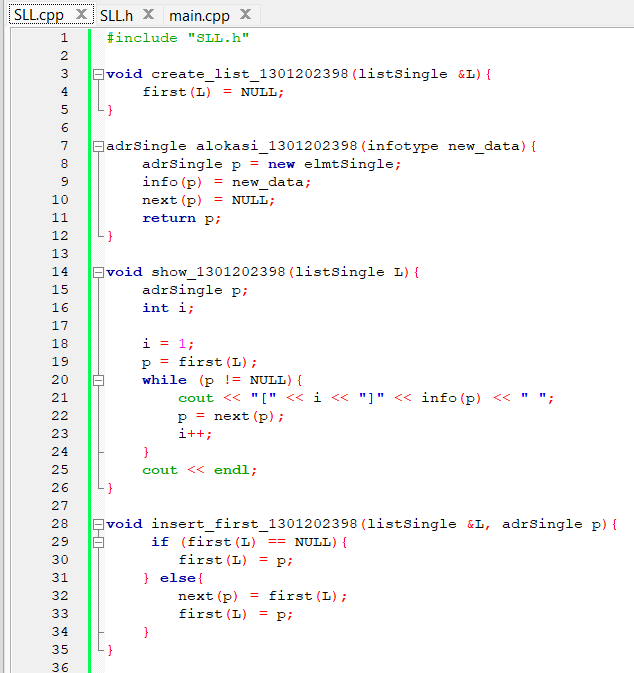 SLL.cpp X SLL.h X main.cpp X
1 #include "SLL.h"
2
3 void create_list_1301202398(listSingle &L){
4 first(L) = NULL;
5 }
6
7 adrSingle alokasi_1301202398(infotype new_data){
8 adrSingle p = new elmtSingle;
9 info(p) = new_data;
10 next(p) = NULL;
11 return p;
12 }
13
14 void show_1301202398(listSingle L){
15 adrSingle p;
16 int i;
17
18 i = 1;
19 p = first(L);
20 while (p != NULL){
21 cout << "[" << i << "]" << info(p) << " ";
22 p = next(p);
23 i++;
24 }
25 cout << endl;
26 }
27
28 void insert_first_1301202398(listSingle &L, adrSingle p){
29 if (first(L) == NULL){
30 first(L) = p;
31 } else{
32 next(p) = first(L);
33 first(L) = p;
34 }
35 }
36